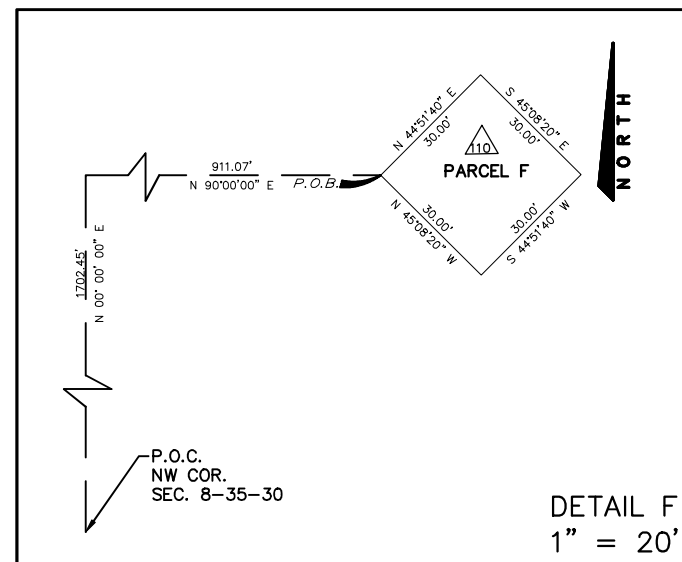 N 44°51'40" E
30.00'
S 45°08'20" E
30.00'
110
PARCEL F
NORTH
911.07'
N 90°00'00" E
P.O.B.
30.00'
N 45°08'20" W
30.00'
S 44°51'40" W
1702.45'
N 00° 00' 00" E
P.O.C.
NW COR.
SEC. 8-35-30
DETAIL F
1" = 20'